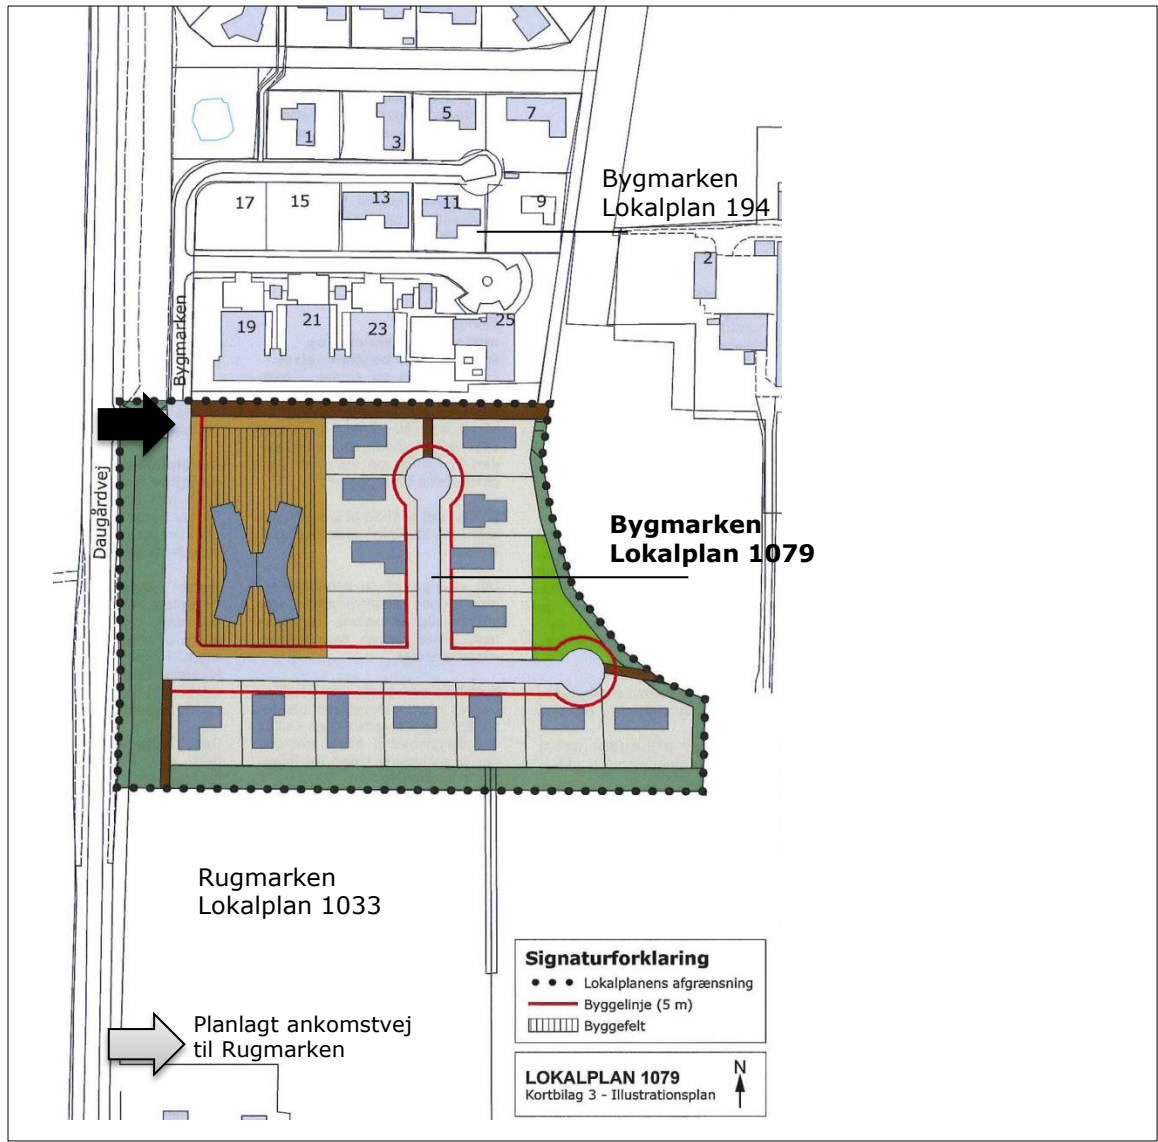 1
3
5
7
Bygmarken
Lokalplan 194
17
15
13
11
9
2
Bygmarken
19
21
23
25
Daugårdvej
Bygmarken
Lokalplan 1079
Rugmarken
Lokalplan 1033
Planlagt ankomstvej
til Rugmarken
Signaturforklaring
Lokalplanens afgrænsning
Byggelinje (5 m)
Byggefelt
LOKALPLAN 1079
Kortbilag 3 - Illustrationsplan
N